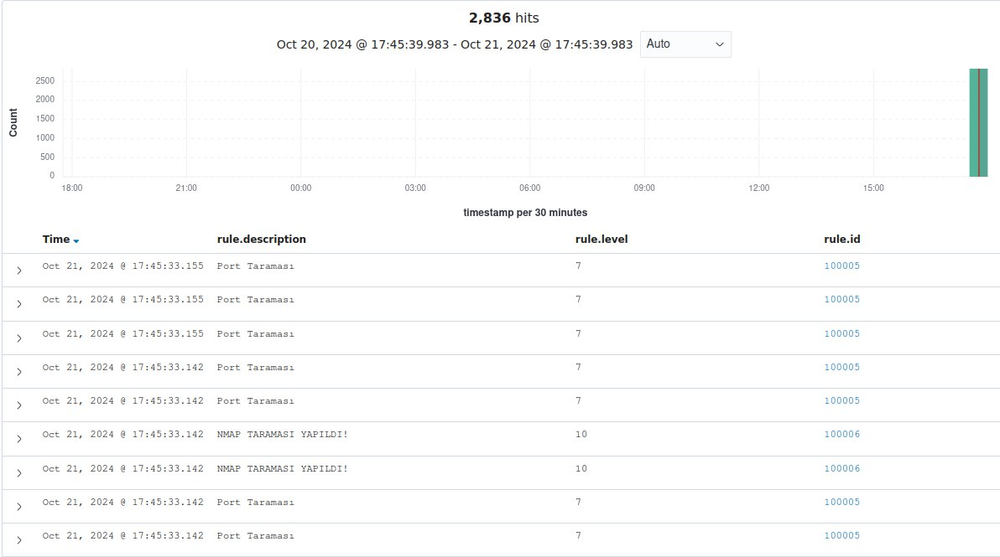 2,836 hits
Oct 20, 2024 @ 17:45:39.983 - Oct 21, 2024 @ 17:45:39.983 Auto
Count
2500
2000
1500
1000
500
0
18:00 21:00 00:00 03:00 06:00 09:00 12:00 15:00
timestamp per 30 minutes
Time rule.description rule.level rule.id
Oct 21, 2024 @ 17:45:33.155 Port Taraması 7 100005
Oct 21, 2024 @ 17:45:33.155 Port Taraması 7 100005
Oct 21, 2024 @ 17:45:33.155 Port Taraması 7 100005
Oct 21, 2024 @ 17:45:33.142 Port Taraması 7 100005
Oct 21, 2024 @ 17:45:33.142 Port Taraması 7 100005
Oct 21, 2024 @ 17:45:33.142 NMAP TARAMASI YAPILDI! 10 100006
Oct 21, 2024 @ 17:45:33.142 NMAP TARAMASI YAPILDI! 10 100006
Oct 21, 2024 @ 17:45:33.142 Port Taraması 7 100005
Oct 21, 2024 @ 17:45:33.142 Port Taraması 7 100005